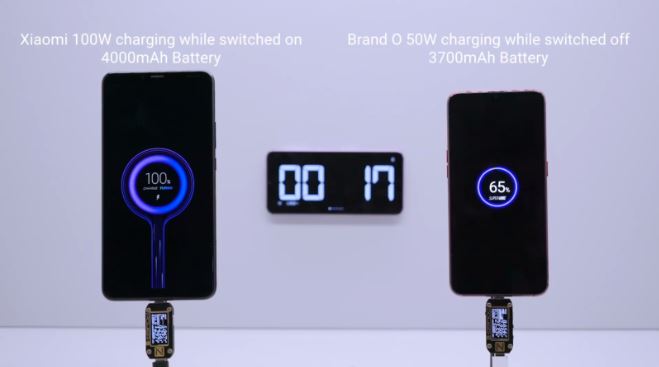 Xiaomi 100W charging while switched on
4000mAh Battery
Brand O 50W charging while switched off
3700mAh Battery
100%
00 17
65%